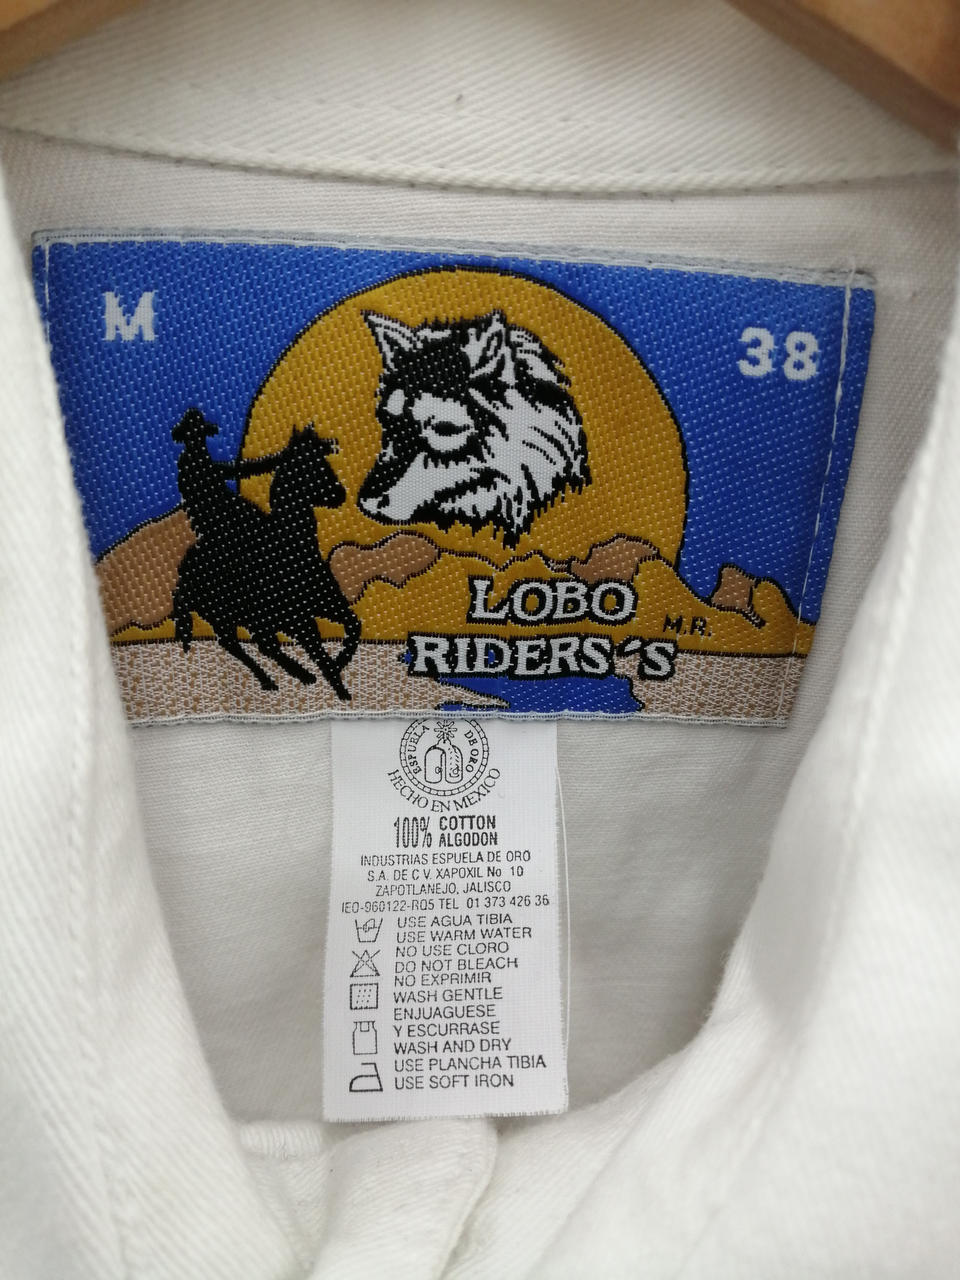 M
38
LOBO
M.R.
RIDERS´S
ESPUELA DE ORO
HECHO EN MEXICO
100% COTTON
ALGODON
INDUSTRIAS ESPUELA DE ORO
S.A. DE C V. XAPOXIL No 10
ZAPOTLANEJO, JALISCO
IEO-960122-RQ5 TEL 01 373 426 36
USE AGUA TIBIA
USE WARM WATER
NO USE CLORO
DO NOT BLEACH
NO EXPRIMIR
WASH GENTLE
ENJUAGUESE
Y ESCURRASE
WASH AND DRY
USE PLANCHA TIBIA
USE SOFT IRON